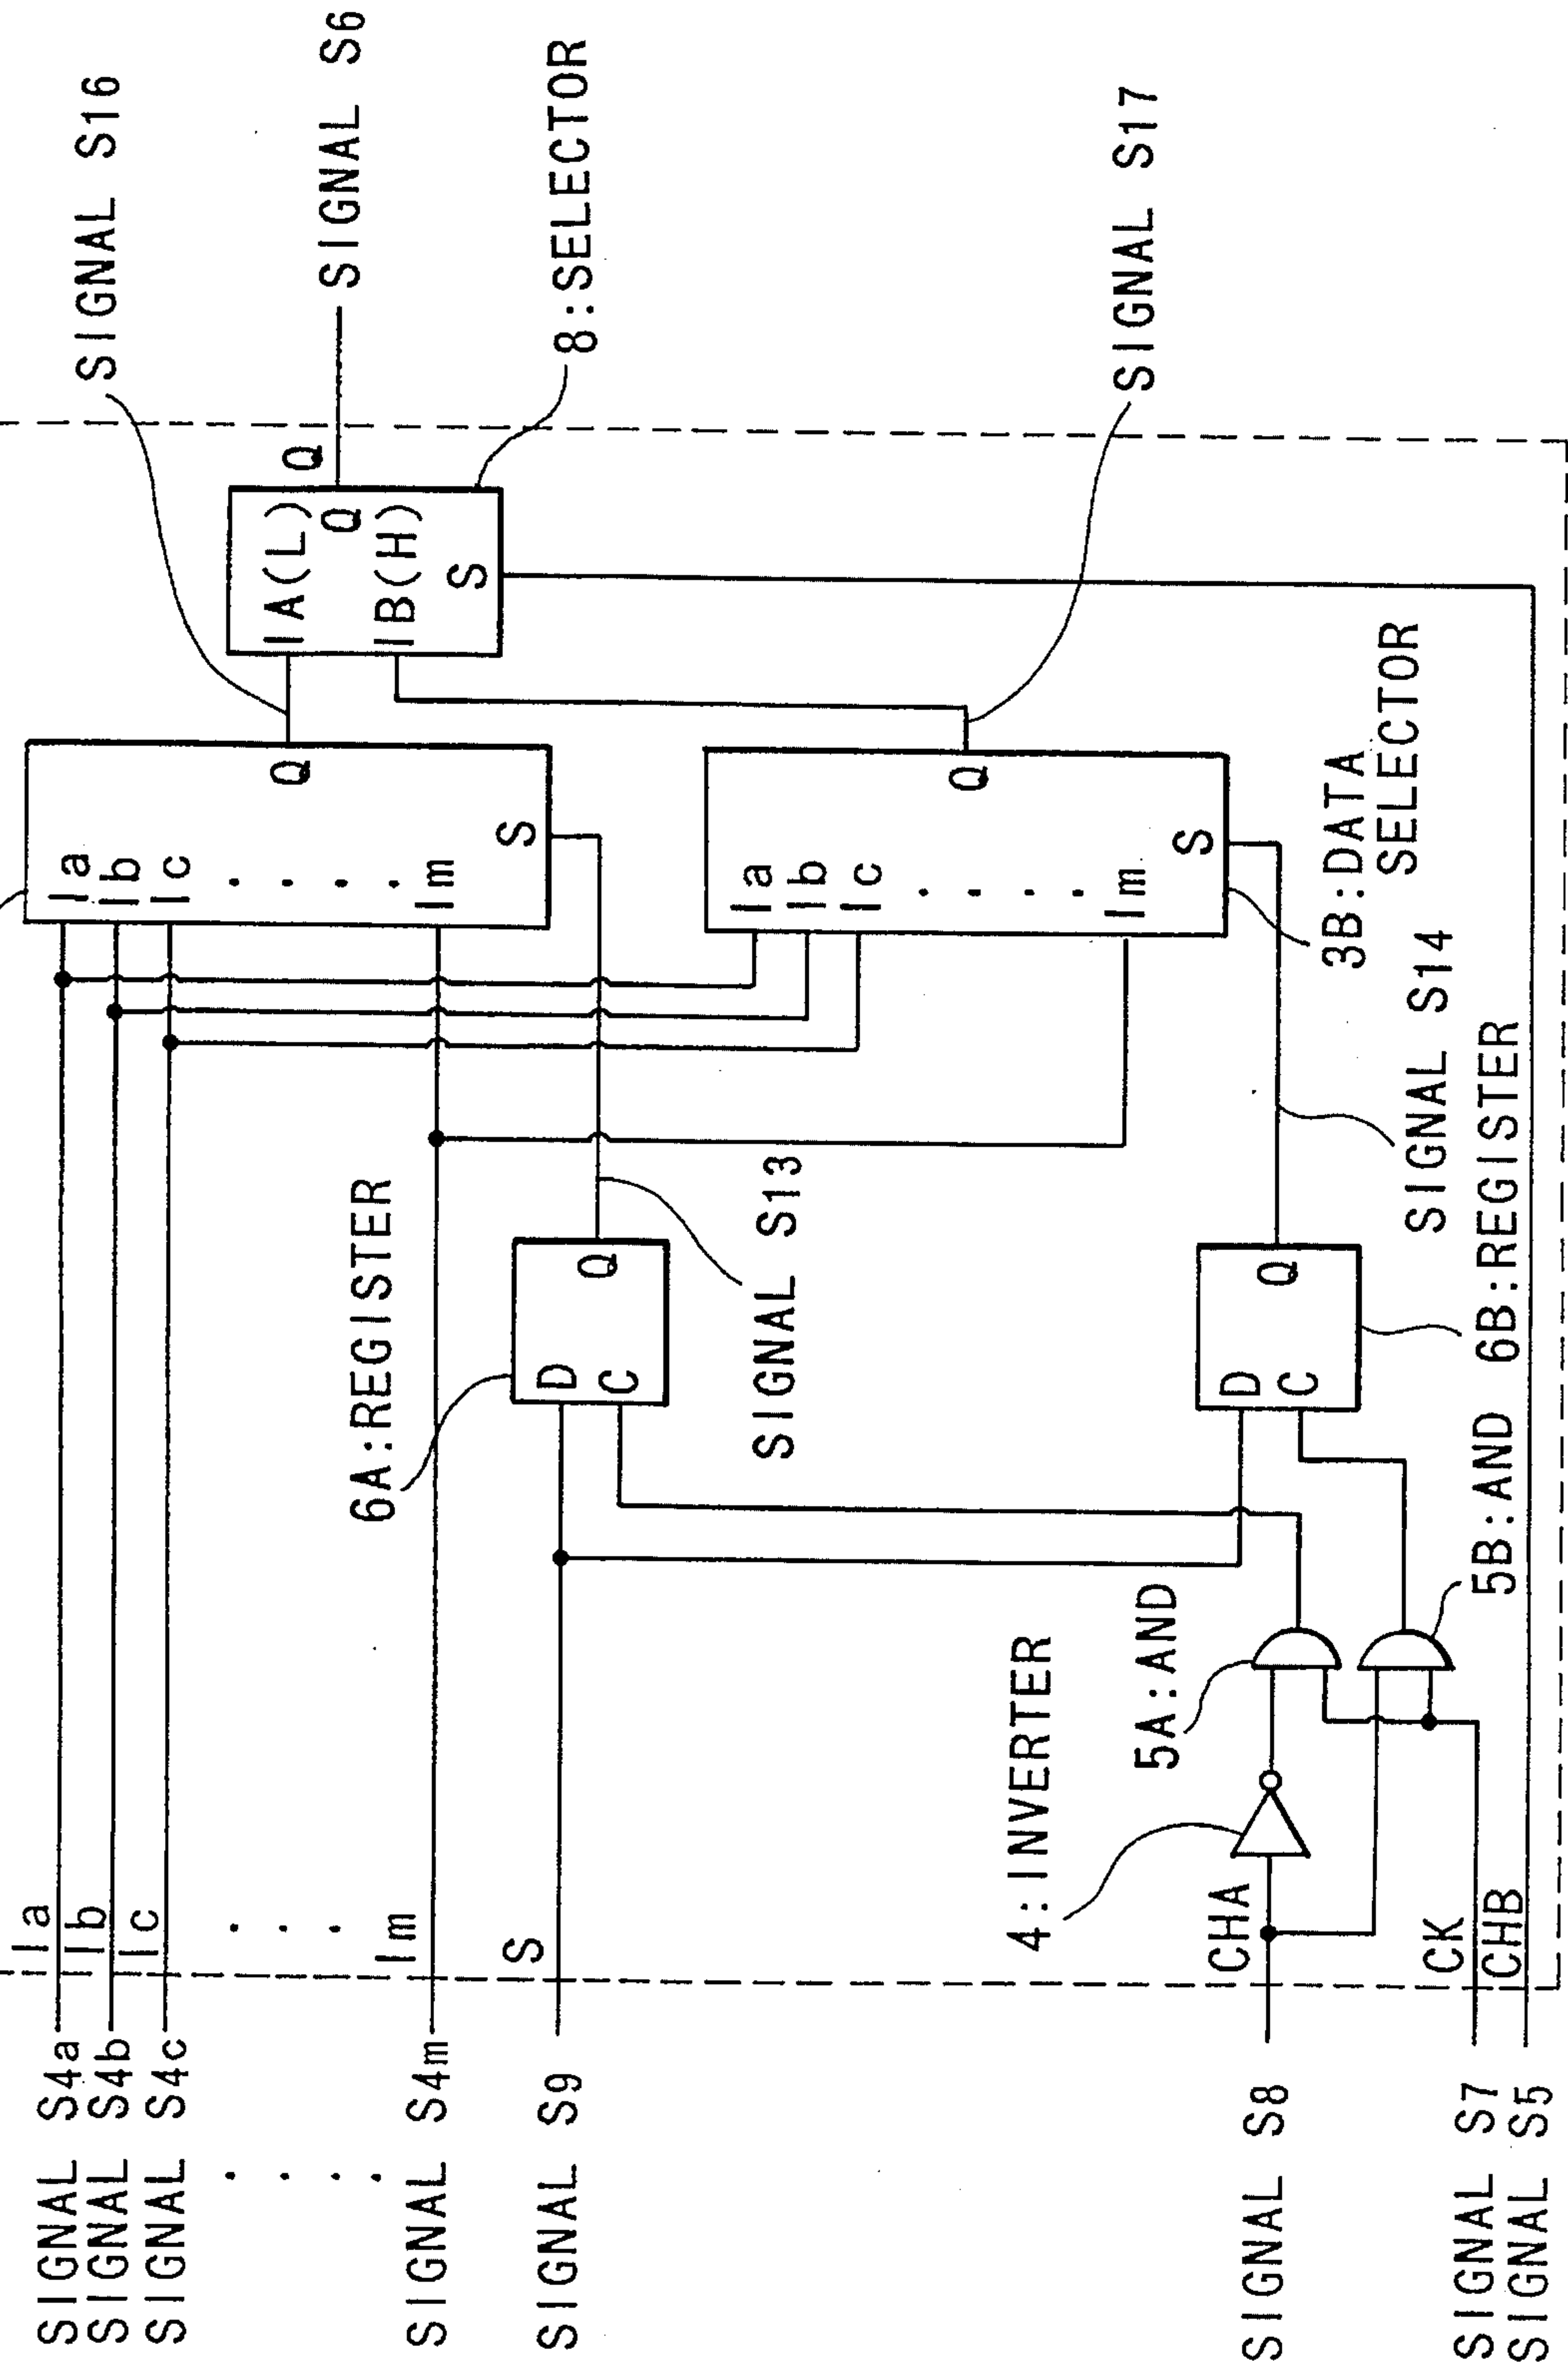 SIGNAL S4a
SIGNAL S4b
SIGNAL S4c
SIGNAL S4m
SIGNAL S9
SIGNAL S8
SIGNAL S7
SIGNAL S5
Ia
Ib
Ic
Im
S
CHA
CK
CHB
4:INVERTER
5A:AND
5B:AND
6A:REGISTER
D
C
Q
SIGNAL S13
6B:REGISTER
D
C
Q
SIGNAL S14
Ia
Ib
Ic
Im
Q
S
Ia
Ib
Ic
Im
Q
S
3B:DATA
SELECTOR
IA(L)
Q
IB(H)
S
Q
8:SELECTOR
SIGNAL S16
SIGNAL S6
SIGNAL S17